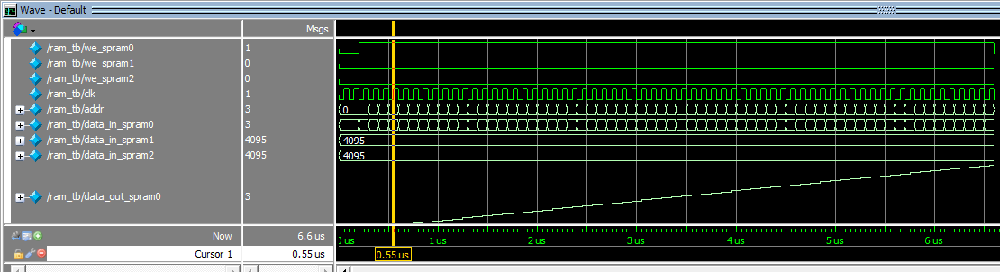 Wave - Default
Msgs
/ram_tb/we_spram0 1
/ram_tb/we_spram1 0
/ram_tb/we_spram2 0
/ram_tb/clk 1
/ram_tb/addr 3 0
/ram_tb/data_in_spram0 3
/ram_tb/data_in_spram1 4095 4095
/ram_tb/data_in_spram2 4095 4095
/ram_tb/data_out_spram0 3
Now 6.6 us 0 us 1 us 2 us 3 us 4 us 5 us 6 us
Cursor 1 0.55 us 0.55 us